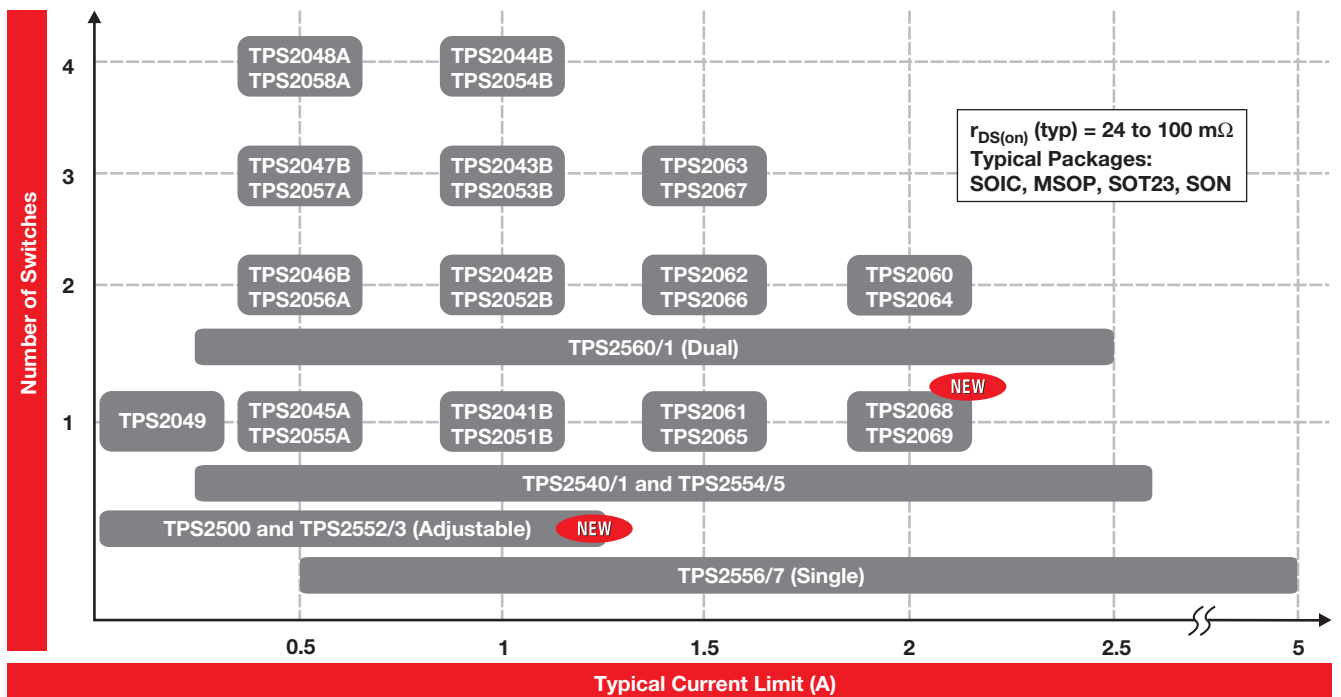 Number of Switches
4
TPS2048A
TPS2058A
TPS2044B
TPS2054B
r_DS(on) (typ) = 24 to 100 mΩ
Typical Packages:
SOIC, MSOP, SOT23, SON
3
TPS2047B
TPS2057A
TPS2043B
TPS2053B
TPS2063
TPS2067
2
TPS2046B
TPS2056A
TPS2042B
TPS2052B
TPS2062
TPS2066
TPS2060
TPS2064
TPS2560/1 (Dual)
NEW
1
TPS2049
TPS2045A
TPS2055A
TPS2041B
TPS2051B
TPS2061
TPS2065
TPS2068
TPS2069
TPS2540/1 and TPS2554/5
TPS2500 and TPS2552/3 (Adjustable)
NEW
TPS2556/7 (Single)
0.5
1
1.5
2
2.5
5
Typical Current Limit (A)